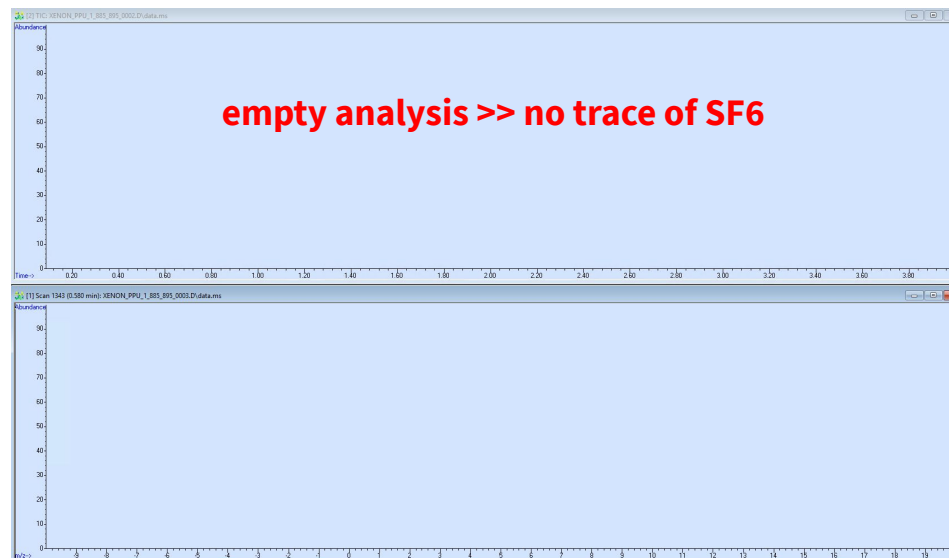 [2] TIC: XENON_PPU_1_885_895_0002.D\data.ms
Abundance
90
80
70
60
50
40
30
20
10
0
Time-->
0.20 0.40 0.60 0.80 1.00 1.20 1.40 1.60 1.80 2.00 2.20 2.40 2.60 2.80 3.00 3.20 3.40 3.60 3.80
empty analysis >> no trace of SF6
[1] Scan 1343 (0.580 min): XENON_PPU_1_885_895_0003.D\data.ms
Abundance
90
80
70
60
50
40
30
20
10
0
m/z-->
-9 -8 -7 -6 -5 -4 -3 -2 -1 0 1 2 3 4 5 6 7 8 9 10 11 12 13 14 15 16 17 18 19